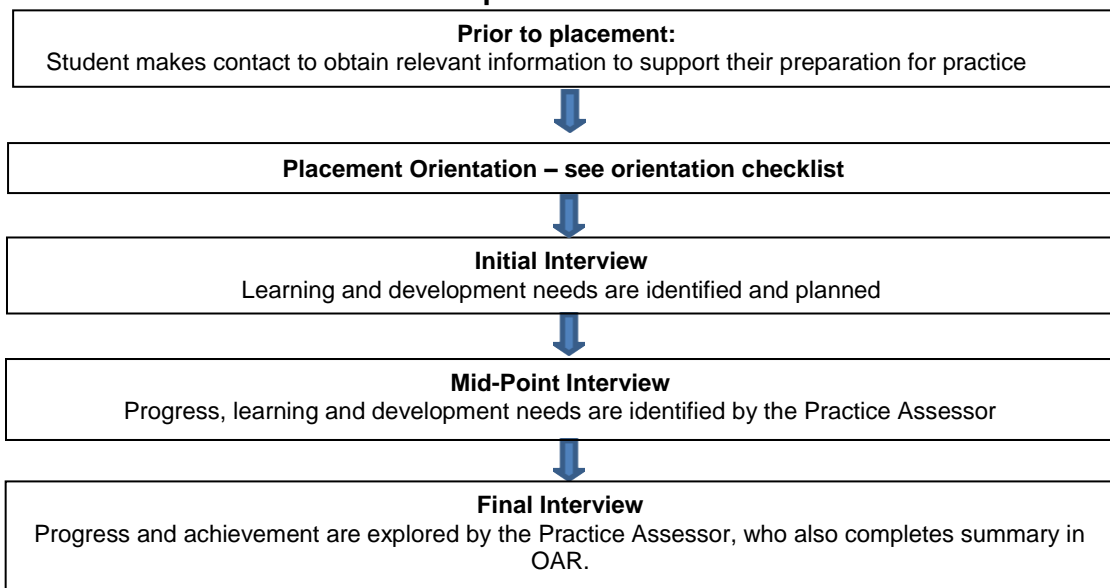 Prior to placement:
Student makes contact to obtain relevant information to support their preparation for practice
Placement Orientation – see orientation checklist
Initial Interview
Learning and development needs are identified and planned
Mid-Point Interview
Progress, learning and development needs are identified by the Practice Assessor
Final Interview
Progress and achievement are explored by the Practice Assessor, who also completes summary in
OAR.